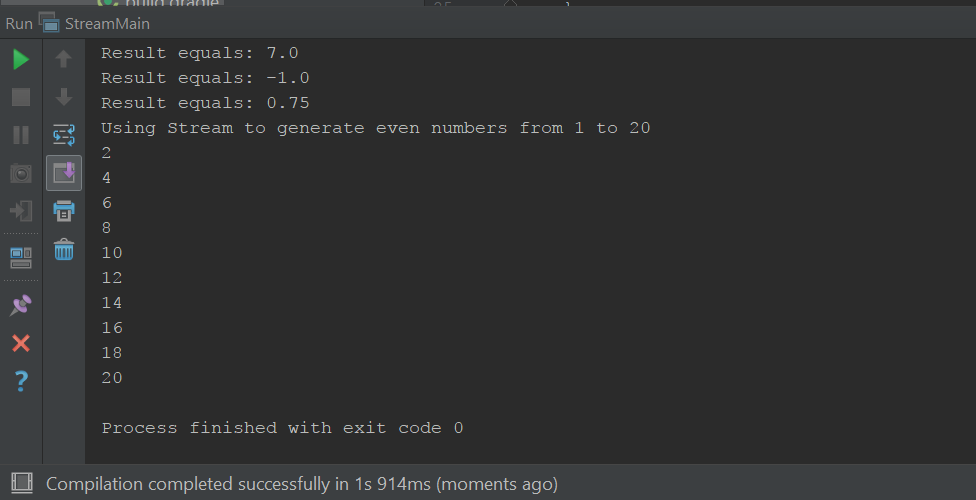 build.gradle
Run StreamMain
Result equals: 7.0
Result equals: -1.0
Result equals: 0.75
Using Stream to generate even numbers from 1 to 20
2
4
6
8
10
12
14
16
18
20
Process finished with exit code 0
Compilation completed successfully in 1s 914ms (moments ago)